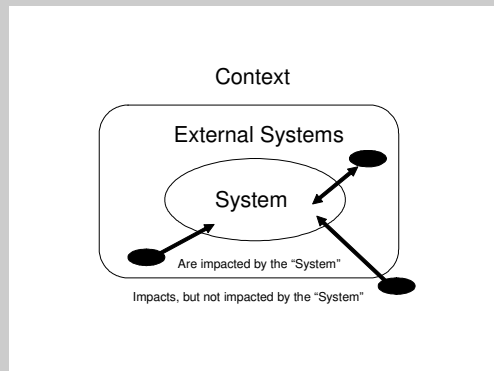 Context
External Systems
System
Are impacted by the “System”
Impacts, but not impacted by the “System”